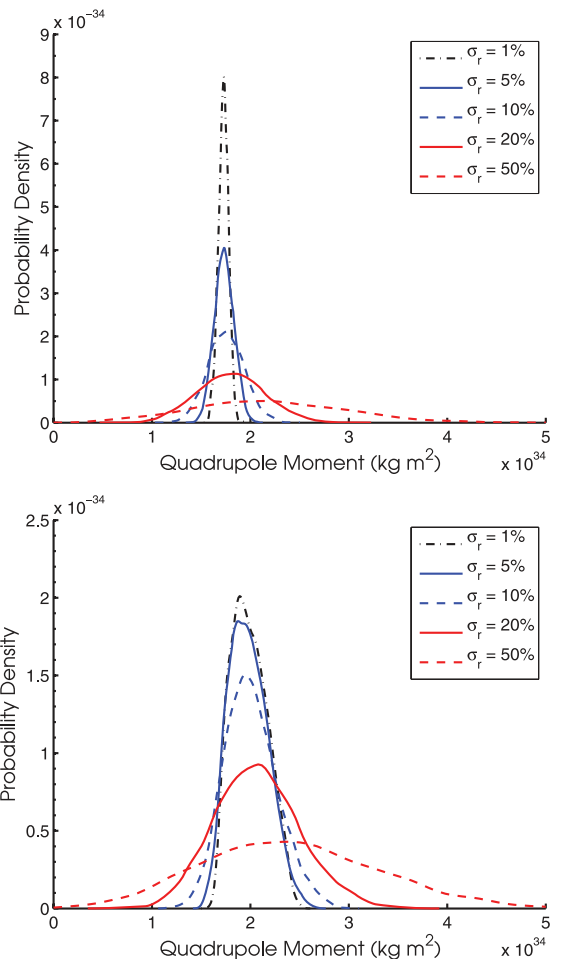 x 10⁻³⁴
9
8
7
6
5
4
3
2
1
0
Probability Density
σr = 1%
σr = 5%
σr = 10%
σr = 20%
σr = 50%
0 1 2 3 4 5
Quadrupole Moment (kg m²)
x 10³⁴
x 10⁻³⁴
2.5
2
1.5
1
0.5
0
Probability Density
σr = 1%
σr = 5%
σr = 10%
σr = 20%
σr = 50%
0 1 2 3 4 5
Quadrupole Moment (kg m²)
x 10³⁴